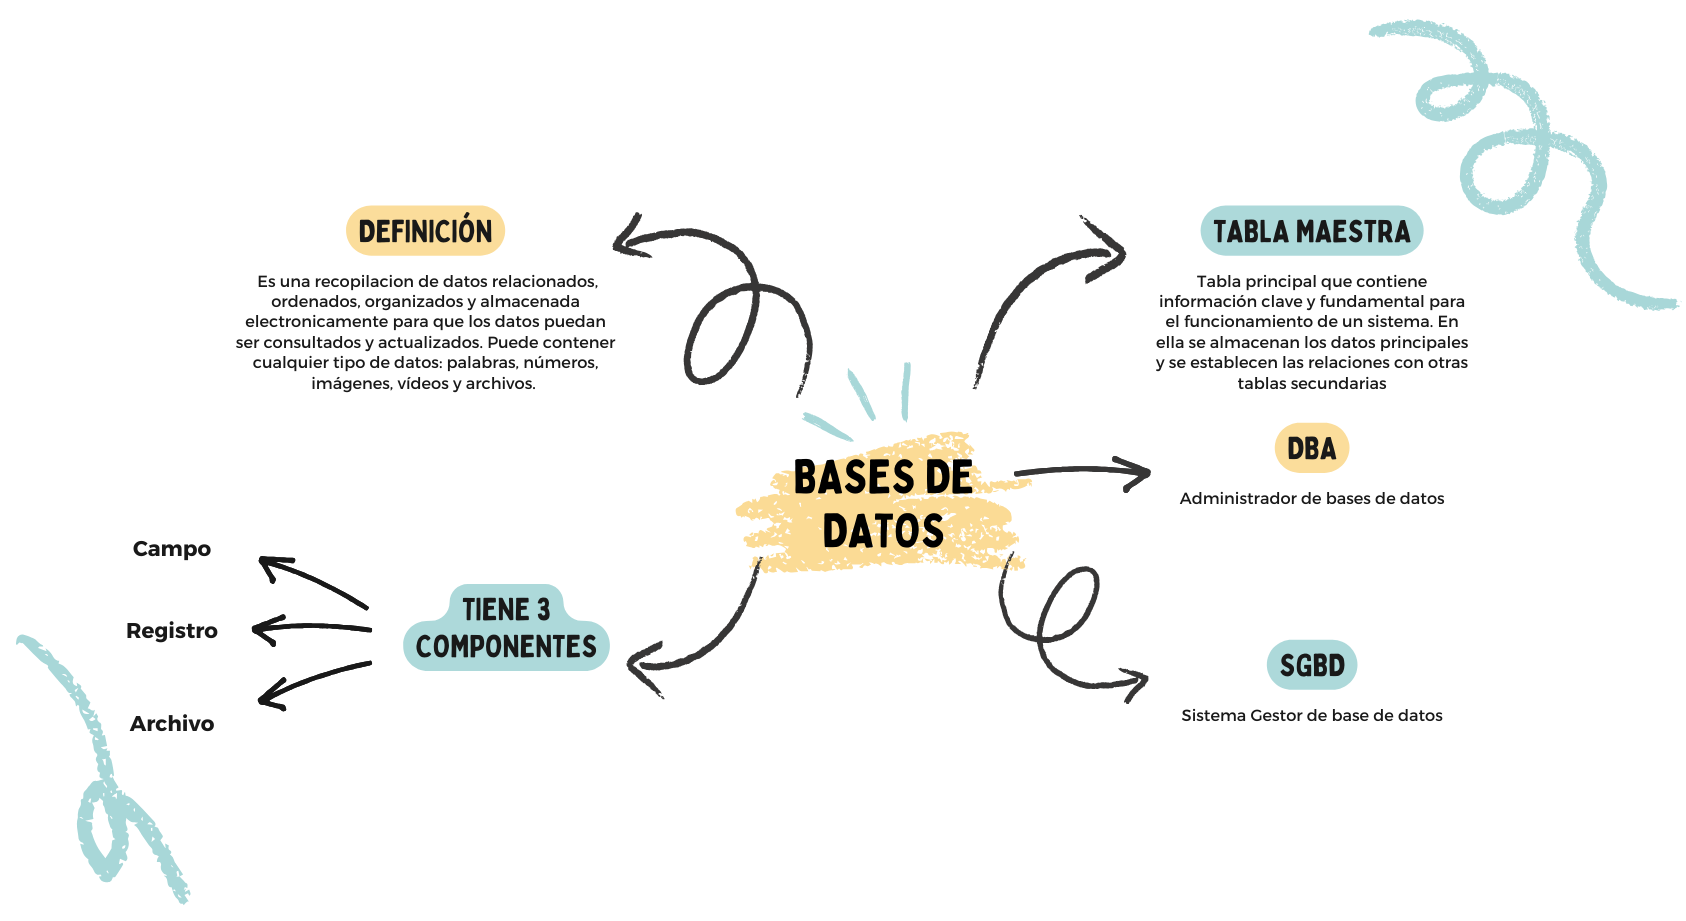 DEFINICIÓN
Es una recopilacion de datos relacionados,
ordenados, organizados y almacenada
electronicamente para que los datos puedan
ser consultados y actualizados. Puede contener
cualquier tipo de datos: palabras, números,
imágenes, vídeos y archivos.
TABLA MAESTRA
Tabla principal que contiene
información clave y fundamental para
el funcionamiento de un sistema. En
ella se almacenan los datos principales
y se establecen las relaciones con otras
tablas secundarias
BASES DE
DATOS
DBA
Administrador de bases de datos
TIENE 3
COMPONENTES
Campo
Registro
Archivo
SGBD
Sistema Gestor de base de datos